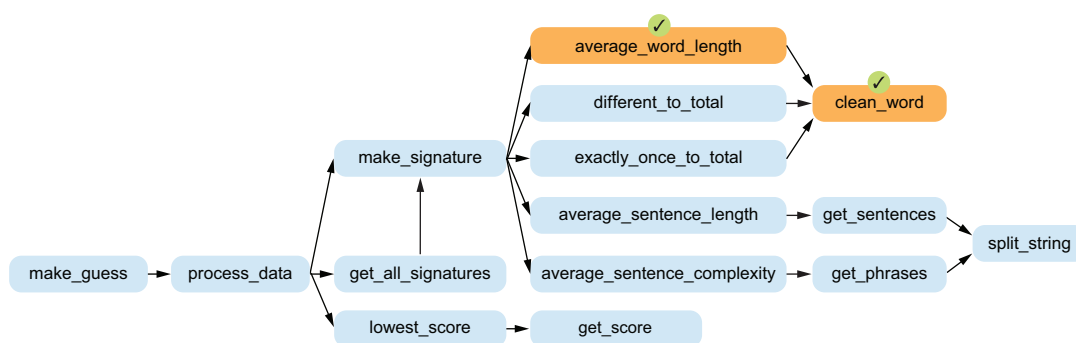 average_word_length
different_to_total
clean_word
make_signature
exactly_once_to_total
average_sentence_length
get_sentences
split_string
make_guess
process_data
get_all_signatures
average_sentence_complexity
get_phrases
lowest_score
get_score